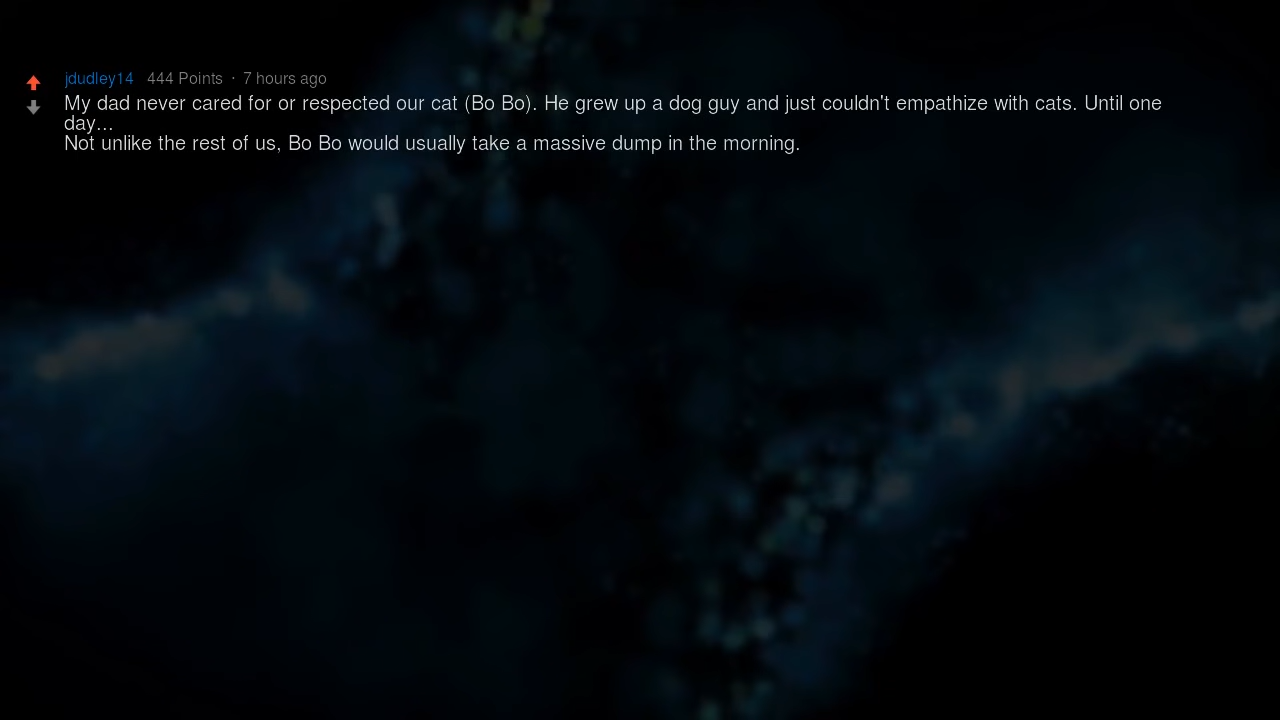 jdudley14 444 Points · 7 hours ago
My dad never cared for or respected our cat (Bo Bo). He grew up a dog guy and just couldn't empathize with cats. Until one
day...
Not unlike the rest of us, Bo Bo would usually take a massive dump in the morning.